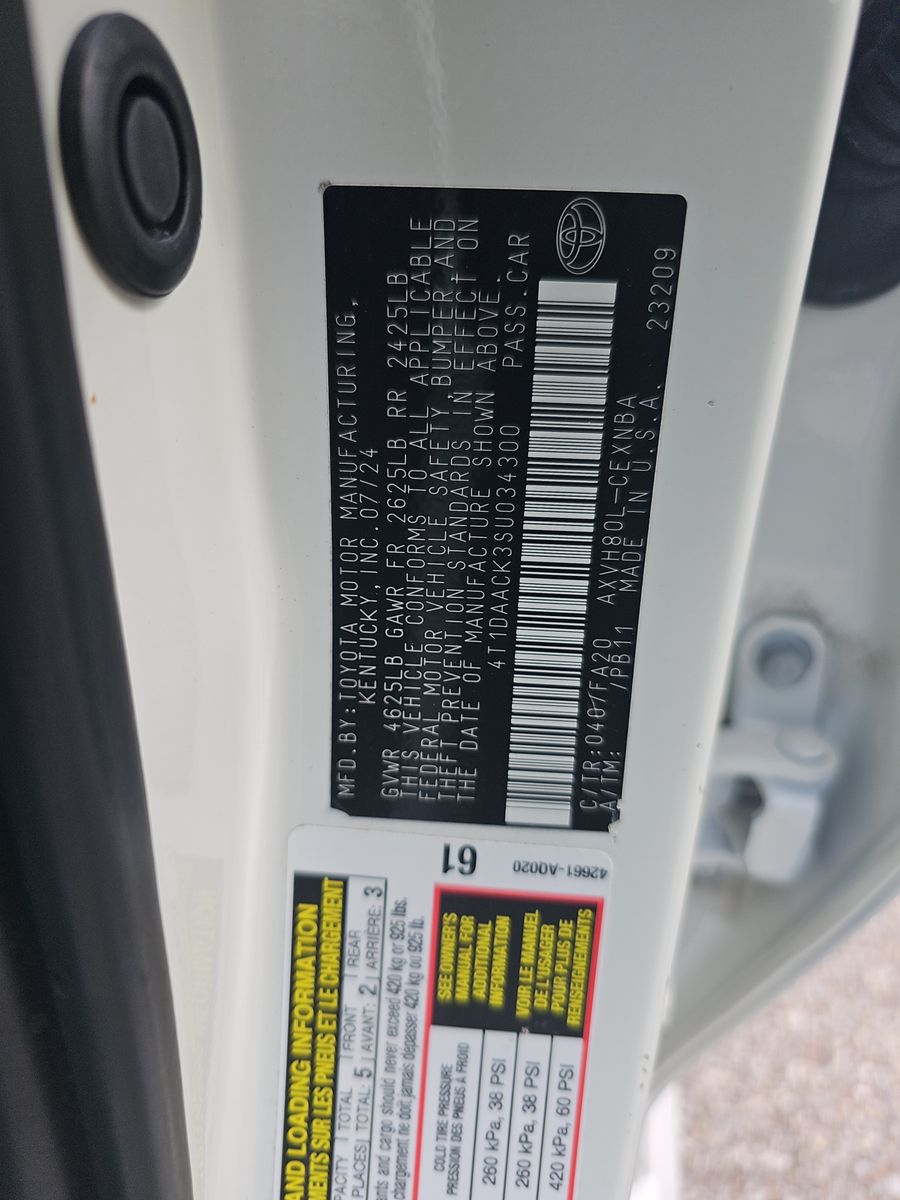 MFD.BY:TOYOTA MOTOR MANUFACTURING,
KENTUCKY, INC. 07/24
GVWR 4625LB GAWR FR 2625LB RR 2425LB
THIS VEHICLE CONFORMS TO ALL APPLICABLE
FEDERAL MOTOR VEHICLE SAFETY, BUMPER, AND
THEFT PREVENTION STANDARDS IN EFFECT ON
THE DATE OF MANUFACTURE SHOWN ABOVE.
4T1DAACK3SU034300 PASS.CAR
C/TR:0407FA20 AXVH80L-CEXNBA
A/TM: /PB11 MADE IN U.S.A. 23209
AND LOADING INFORMATION
MENTS SUR LES PNEUS ET LE CHARGEMENT
61
42661-A0020
APACITY TOTAL FRONT REAR
PLACES TOTAL: 5 AVANT: 2 ARRIÈRE: 3
ants and cargo should never exceed 420 kg or 925 lbs.
chargement ne doit jamais dépasser 420 kg ou 925 lb.
COLD TIRE PRESSURE
PRESSION DES PNEUS À FROID
260 kPa, 38 PSI
260 kPa, 38 PSI
420 kPa, 60 PSI
SEE OWNER'S
MANUAL FOR
ADDITIONAL
INFORMATION
VOIR LE MANUEL
DE L'USAGER
POUR PLUS DE
RENSEIGNEMENTS